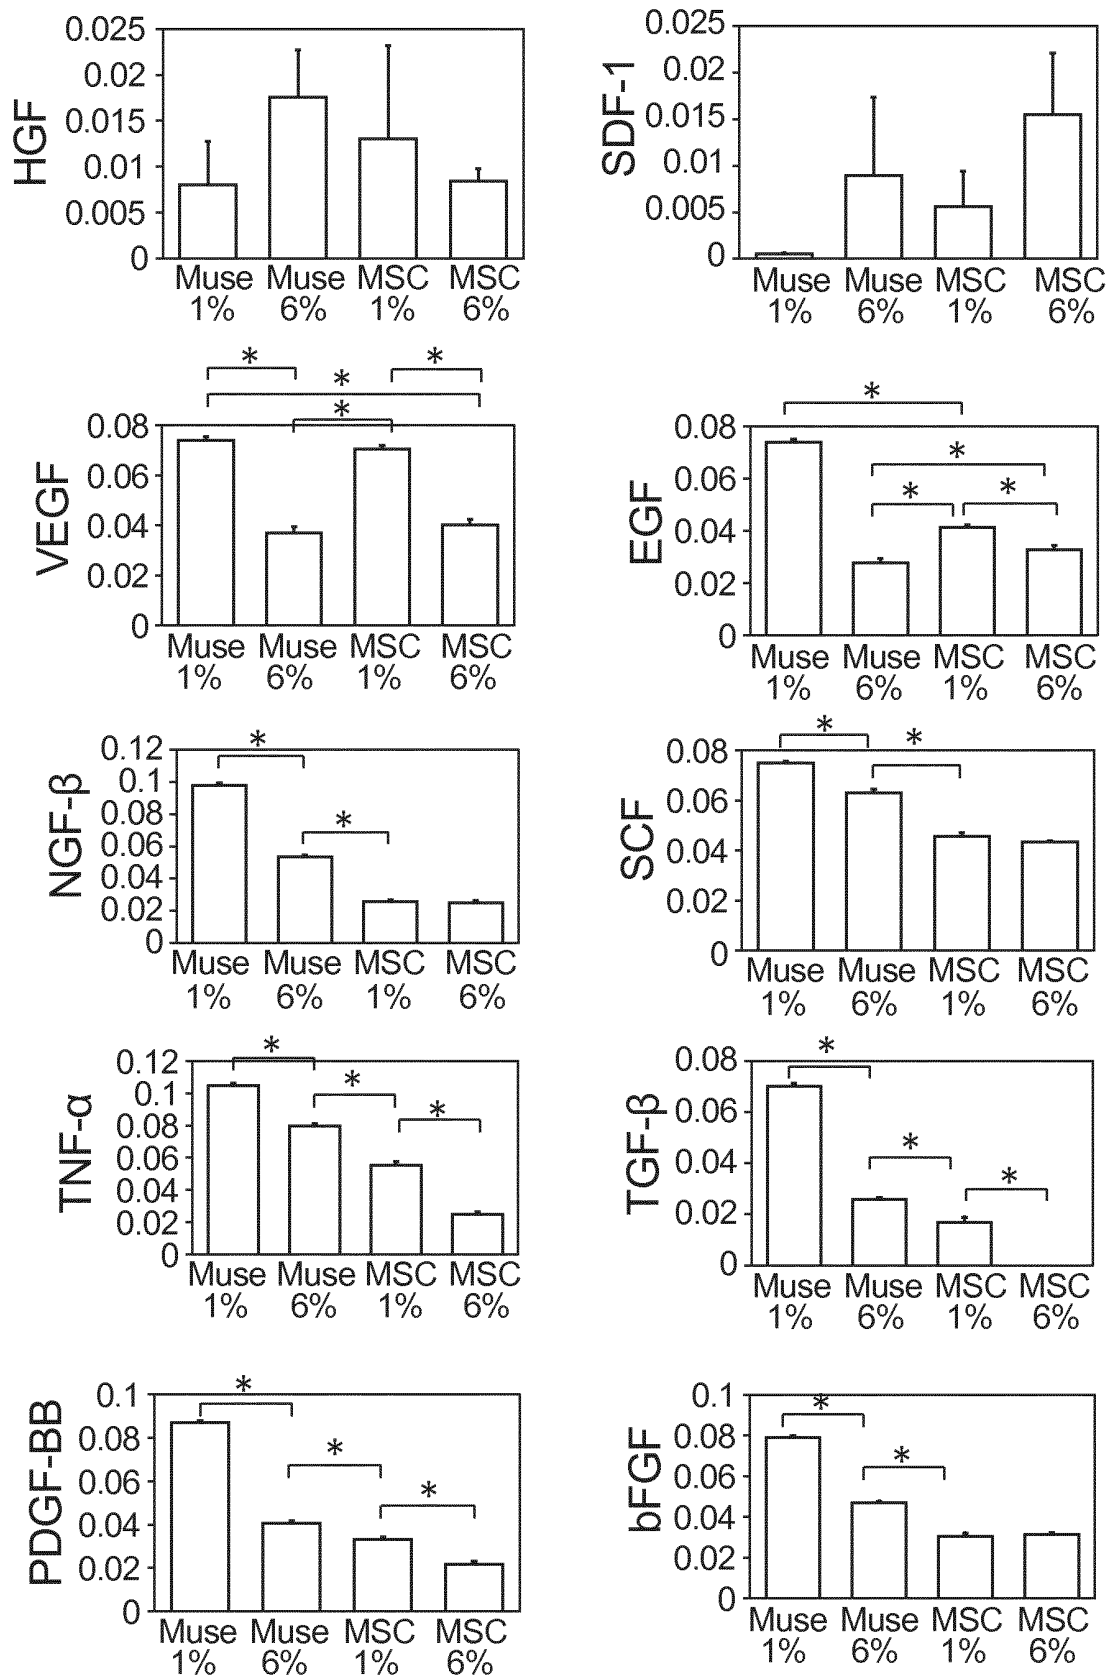 HGF
0.025
0.02
0.015
0.01
0.005
0
Muse Muse MSC MSC
1% 6% 1% 6%
SDF-1
0.025
0.02
0.015
0.01
0.005
0
Muse Muse MSC MSC
1% 6% 1% 6%
VEGF
* *
*
*
0.08
0.06
0.04
0.02
0
Muse Muse MSC MSC
1% 6% 1% 6%
EGF
*
*
* *
0.08
0.06
0.04
0.02
0
Muse Muse MSC MSC
1% 6% 1% 6%
NGF-β
*
*
0.12
0.1
0.08
0.06
0.04
0.02
0
Muse Muse MSC MSC
1% 6% 1% 6%
SCF
* *
0.08
0.06
0.04
0.02
0
Muse Muse MSC MSC
1% 6% 1% 6%
TNF-α
*
*
*
0.12
0.1
0.08
0.06
0.04
0.02
0
Muse Muse MSC MSC
1% 6% 1% 6%
TGF-β
*
*
*
0.08
0.06
0.04
0.02
0
Muse Muse MSC MSC
1% 6% 1% 6%
PDGF-BB
*
*
*
0.1
0.08
0.06
0.04
0.02
0
Muse Muse MSC MSC
1% 6% 1% 6%
bFGF
*
*
0.1
0.08
0.06
0.04
0.02
0
Muse Muse MSC MSC
1% 6% 1% 6%